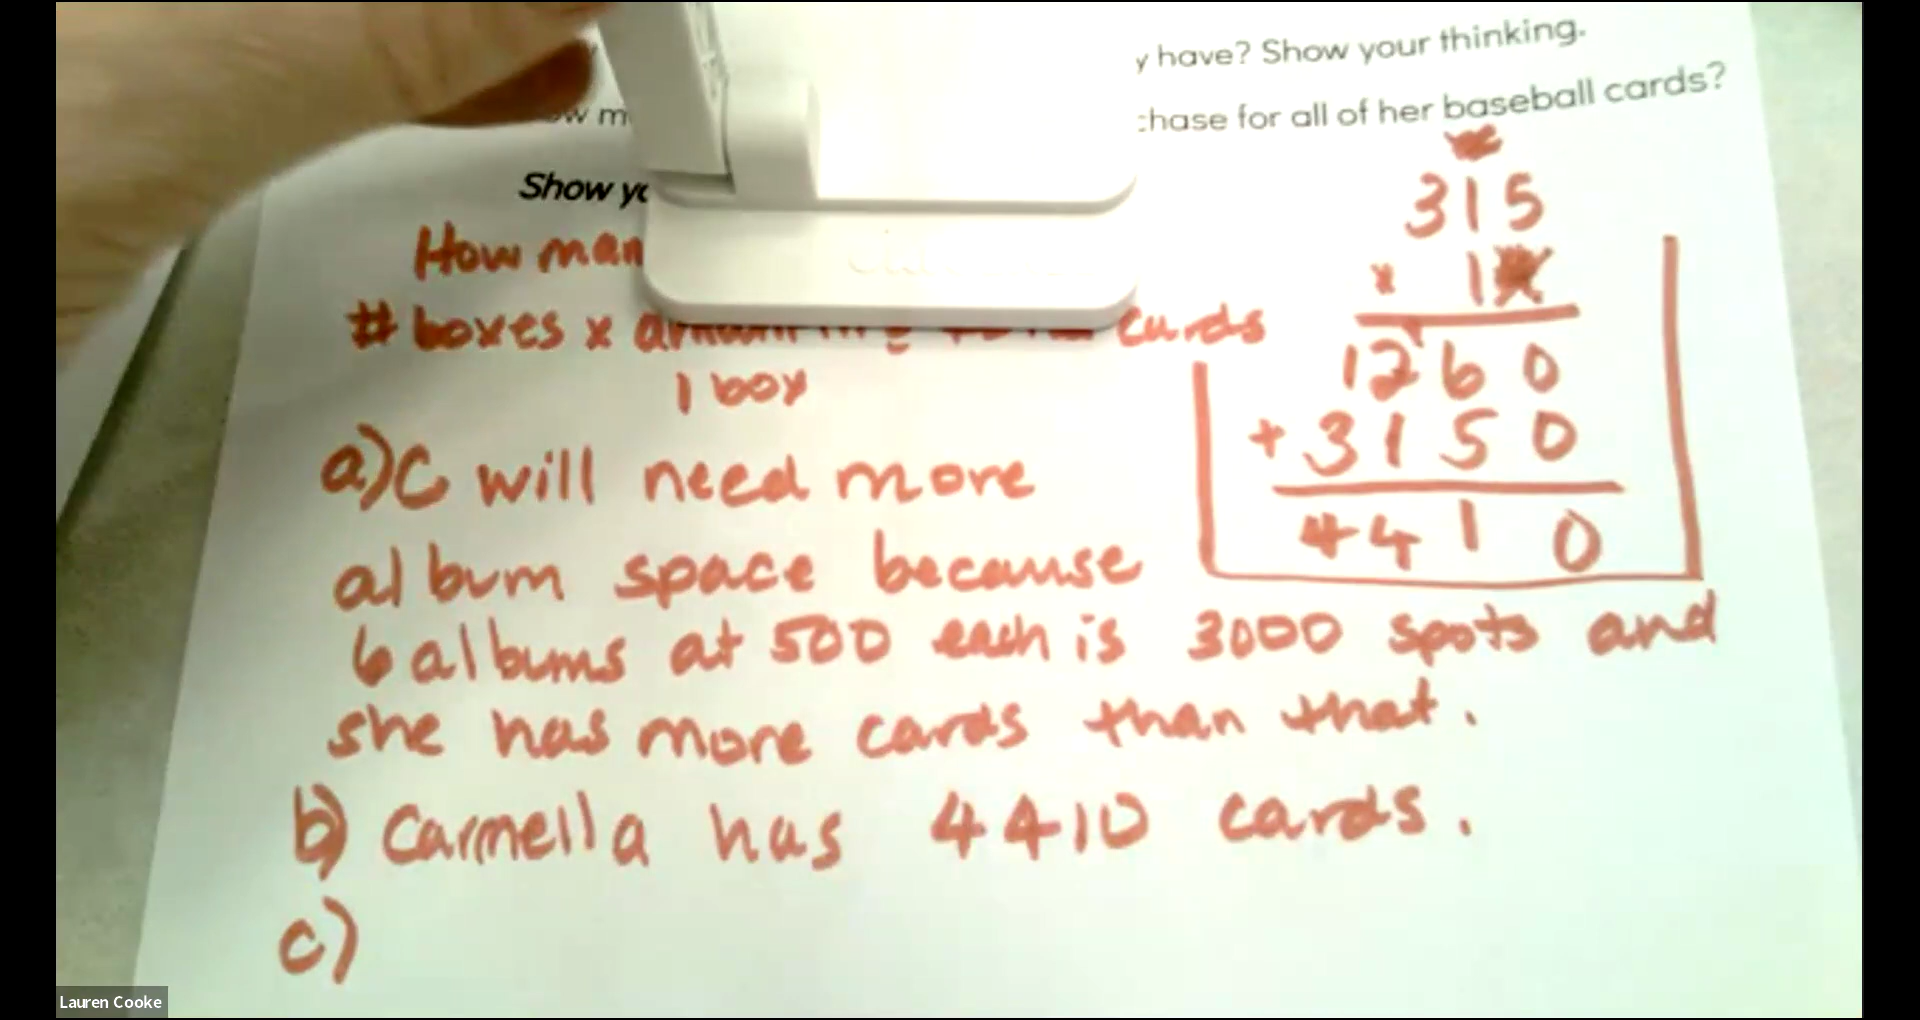 y have? Show your thinking.
chase for all of her baseball cards?
Show yo
How man
# boxes x cards
1 box
315
x 1
1260
+3150
4410
a) C will need more
album space because
6 albums at 500 each is 3000 spots and
she has more cards than that.
b) Carmella has 4410 cards.
c)
Lauren Cooke